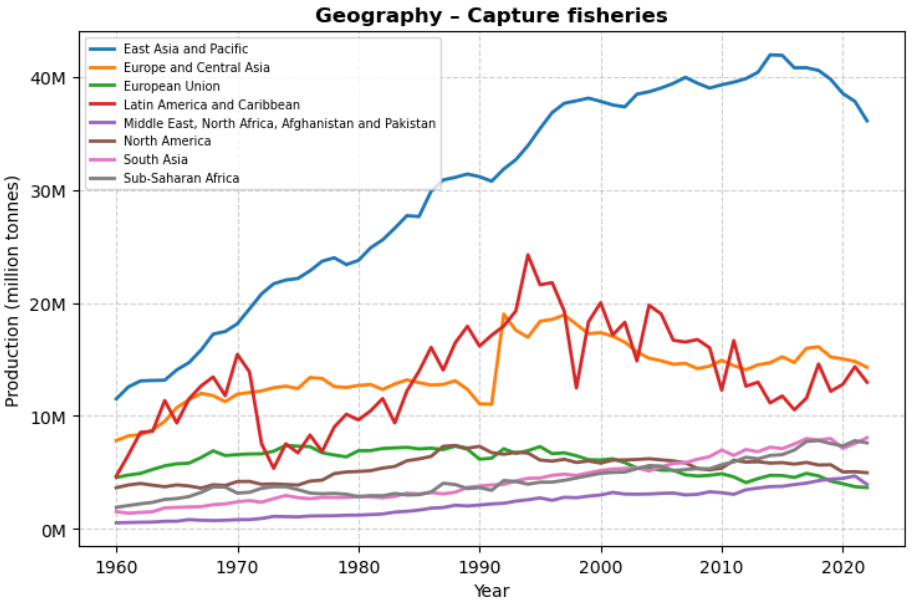 Geography – Capture fisheries
East Asia and Pacific
Europe and Central Asia
European Union
Latin America and Caribbean
Middle East, North Africa, Afghanistan and Pakistan
North America
South Asia
Sub-Saharan Africa
Production (million tonnes)
40M
30M
20M
10M
0M
1960 1970 1980 1990 2000 2010 2020
Year